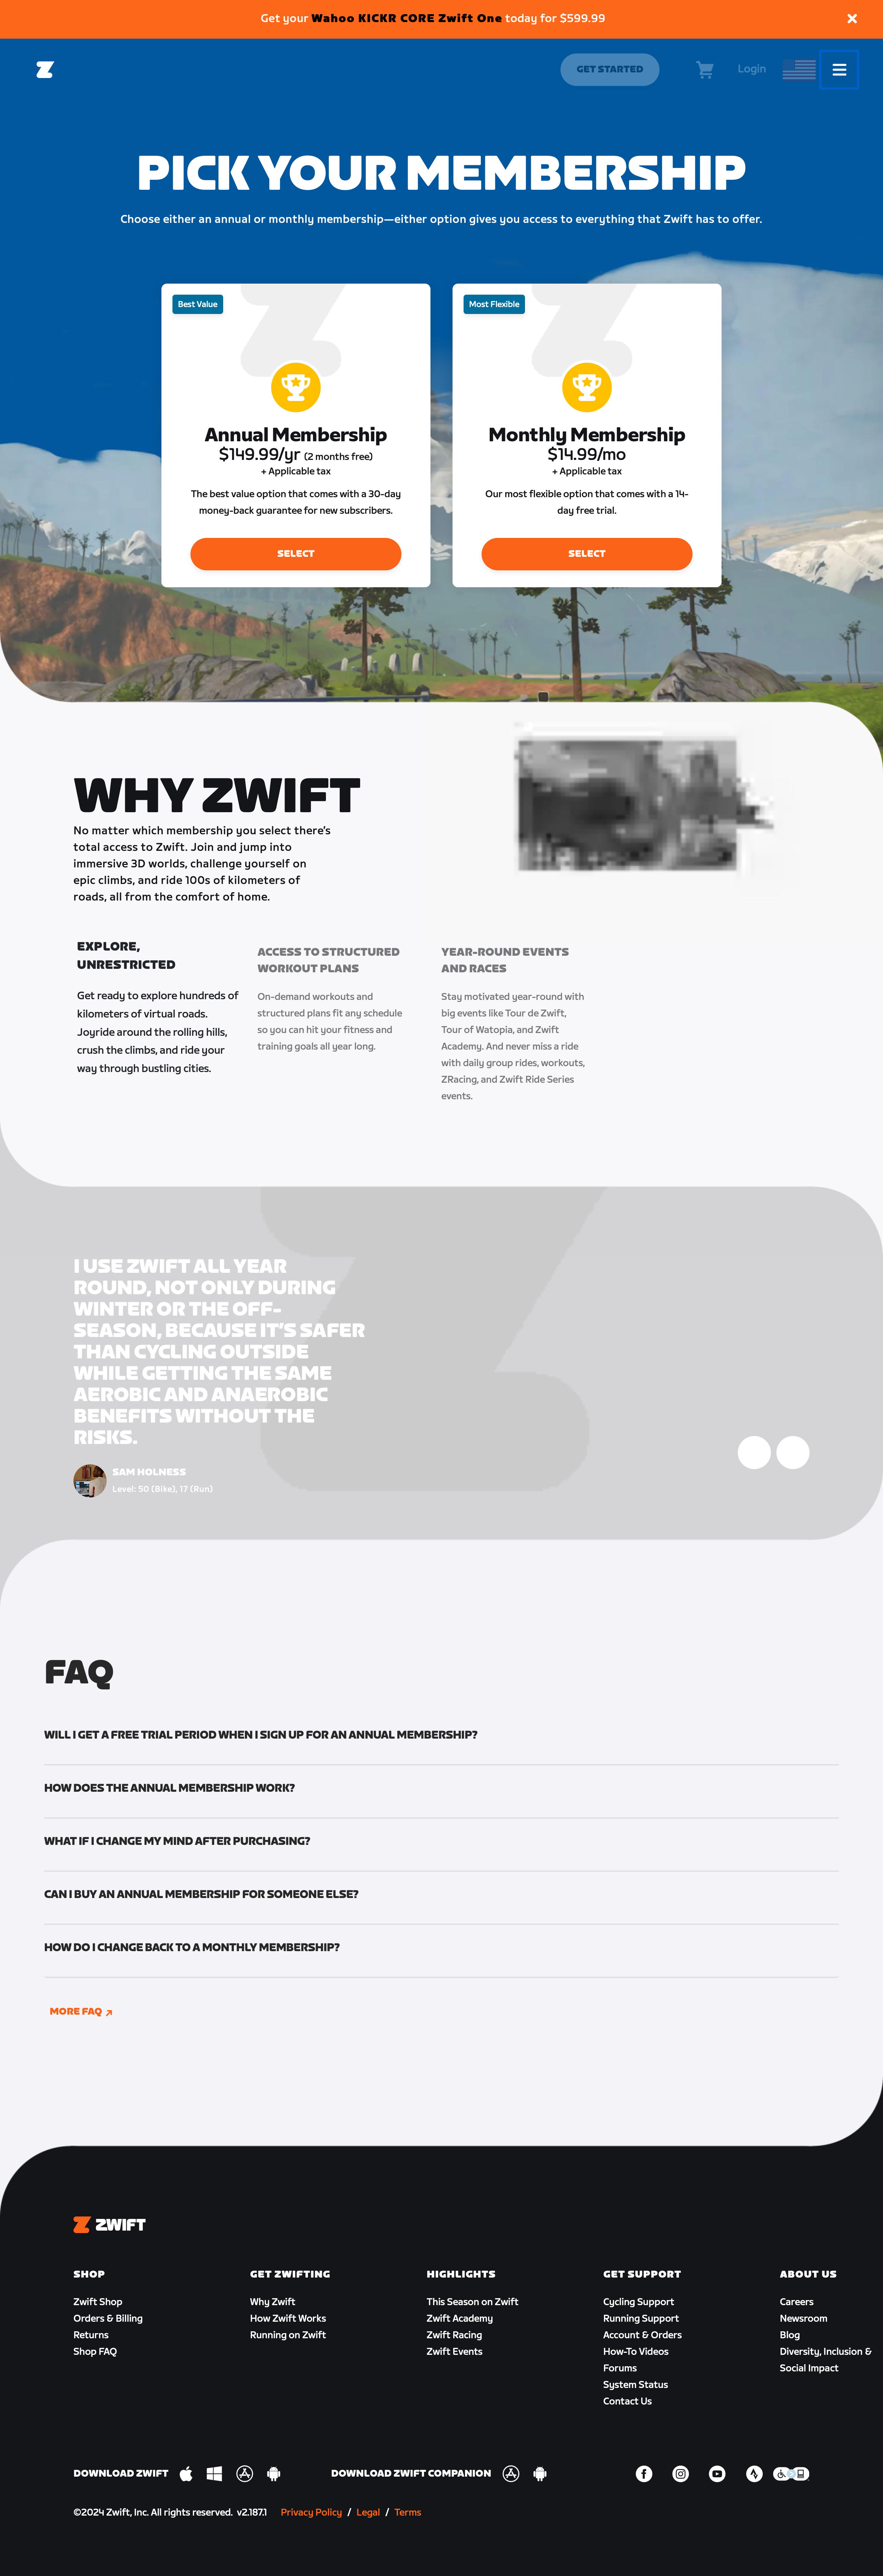 Get your Wahoo KICKR CORE Zwift One today for $599.99
GET STARTED
Login
PICK YOUR MEMBERSHIP
Choose either an annual or monthly membership—either option gives you access to everything that Zwift has to offer.
Best Value
Annual Membership
$149.99/yr (2 months free)
+ Applicable tax
The best value option that comes with a 30-day
money-back guarantee for new subscribers.
SELECT
Most Flexible
Monthly Membership
$14.99/mo
+ Applicable tax
Our most flexible option that comes with a 14-
day free trial.
SELECT
WHY ZWIFT
No matter which membership you select there's
total access to Zwift. Join and jump into
immersive 3D worlds, challenge yourself on
epic climbs, and ride 100s of kilometers of
roads, all from the comfort of home.
EXPLORE,
UNRESTRICTED
Get ready to explore hundreds of
kilometers of virtual roads.
Joyride around the rolling hills,
crush the climbs, and ride your
way through bustling cities.
ACCESS TO STRUCTURED
WORKOUT PLANS
On-demand workouts and
structured plans fit any schedule
so you can hit your fitness and
training goals all year long.
YEAR-ROUND EVENTS
AND RACES
Stay motivated year-round with
big events like Tour de Zwift,
Tour of Watopia, and Zwift
Academy. And never miss a ride
with daily group rides, workouts,
ZRacing, and Zwift Ride Series
events.
I USE ZWIFT ALL YEAR
ROUND, NOT ONLY DURING
WINTER OR THE OFF-
SEASON, BECAUSE IT'S SAFER
THAN CYCLING OUTSIDE
WHILE GETTING THE SAME
AEROBIC AND ANAEROBIC
BENEFITS WITHOUT THE
RISKS.
SAM HOLNESS
Level: 50 (Bike), 17 (Run)
FAQ
WILL I GET A FREE TRIAL PERIOD WHEN I SIGN UP FOR AN ANNUAL MEMBERSHIP?
HOW DOES THE ANNUAL MEMBERSHIP WORK?
WHAT IF I CHANGE MY MIND AFTER PURCHASING?
CAN I BUY AN ANNUAL MEMBERSHIP FOR SOMEONE ELSE?
HOW DO I CHANGE BACK TO A MONTHLY MEMBERSHIP?
MORE FAQ
ZWIFT
SHOP
Zwift Shop
Orders & Billing
Returns
Shop FAQ
GET ZWIFTING
Why Zwift
How Zwift Works
Running on Zwift
HIGHLIGHTS
This Season on Zwift
Zwift Academy
Zwift Racing
Zwift Events
GET SUPPORT
Cycling Support
Running Support
Account & Orders
How-To Videos
Forums
System Status
Contact Us
ABOUT US
Careers
Newsroom
Blog
Diversity, Inclusion &
Social Impact
DOWNLOAD ZWIFT
DOWNLOAD ZWIFT COMPANION
©2024 Zwift, Inc. All rights reserved. v2.187.1 Privacy Policy / Legal / Terms